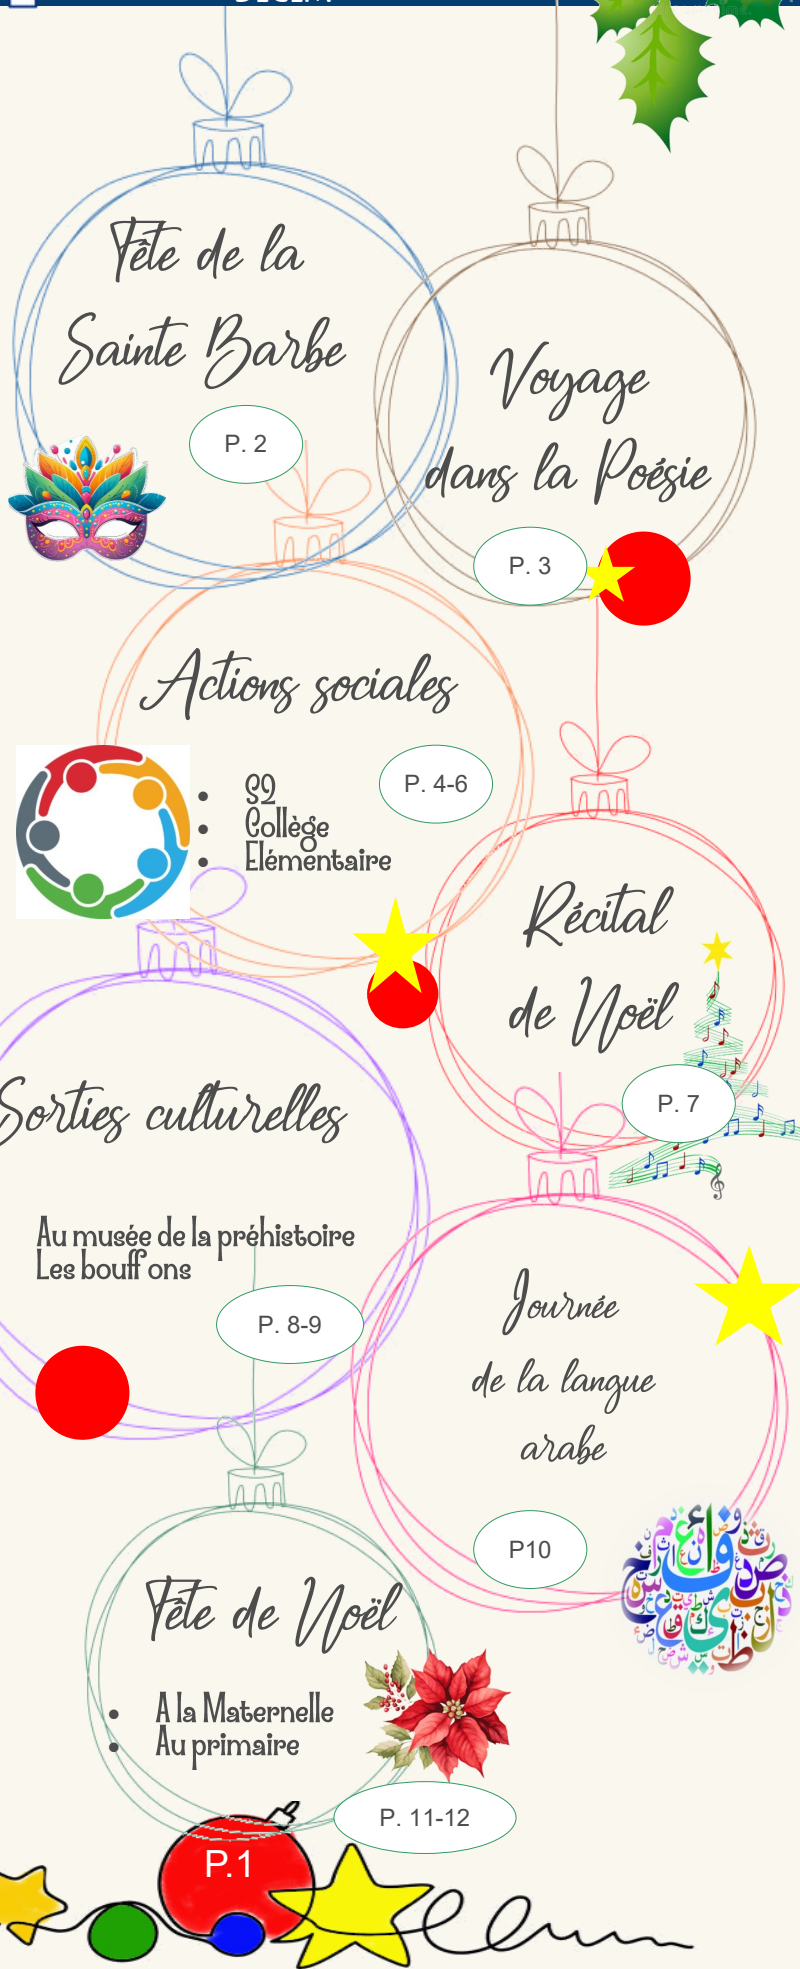 Fête de la
Sainte Barbe
P. 2
Voyage
dans la Poésie
P. 3
Actions sociales
P. 4-6
S2
Collège
Elémentaire
Récital
de Noël
P. 7
Sorties culturelles
Au musée de la préhistoire
Les bouffons
P. 8-9
Journée
de la langue
arabe
P10
Fête de Noël
A la Maternelle
Au primaire
P. 11-12
P.1